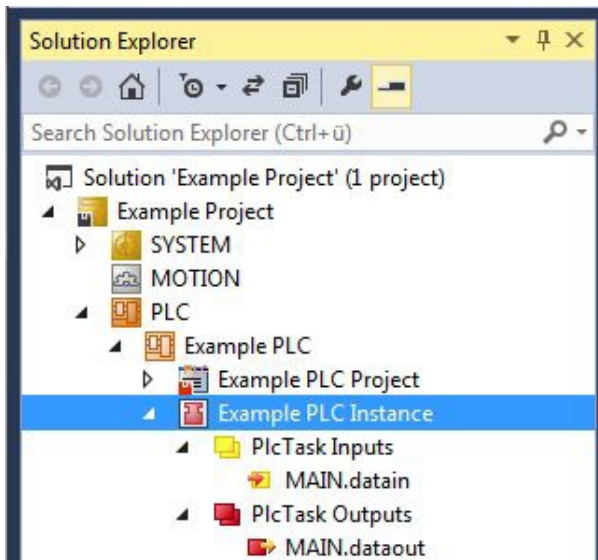 Solution Explorer
Search Solution Explorer (Ctrl+ü)
Solution 'Example Project' (1 project)
Example Project
SYSTEM
MOTION
PLC
Example PLC
Example PLC Project
Example PLC Instance
PlcTask Inputs
MAIN.datain
PlcTask Outputs
MAIN.dataout